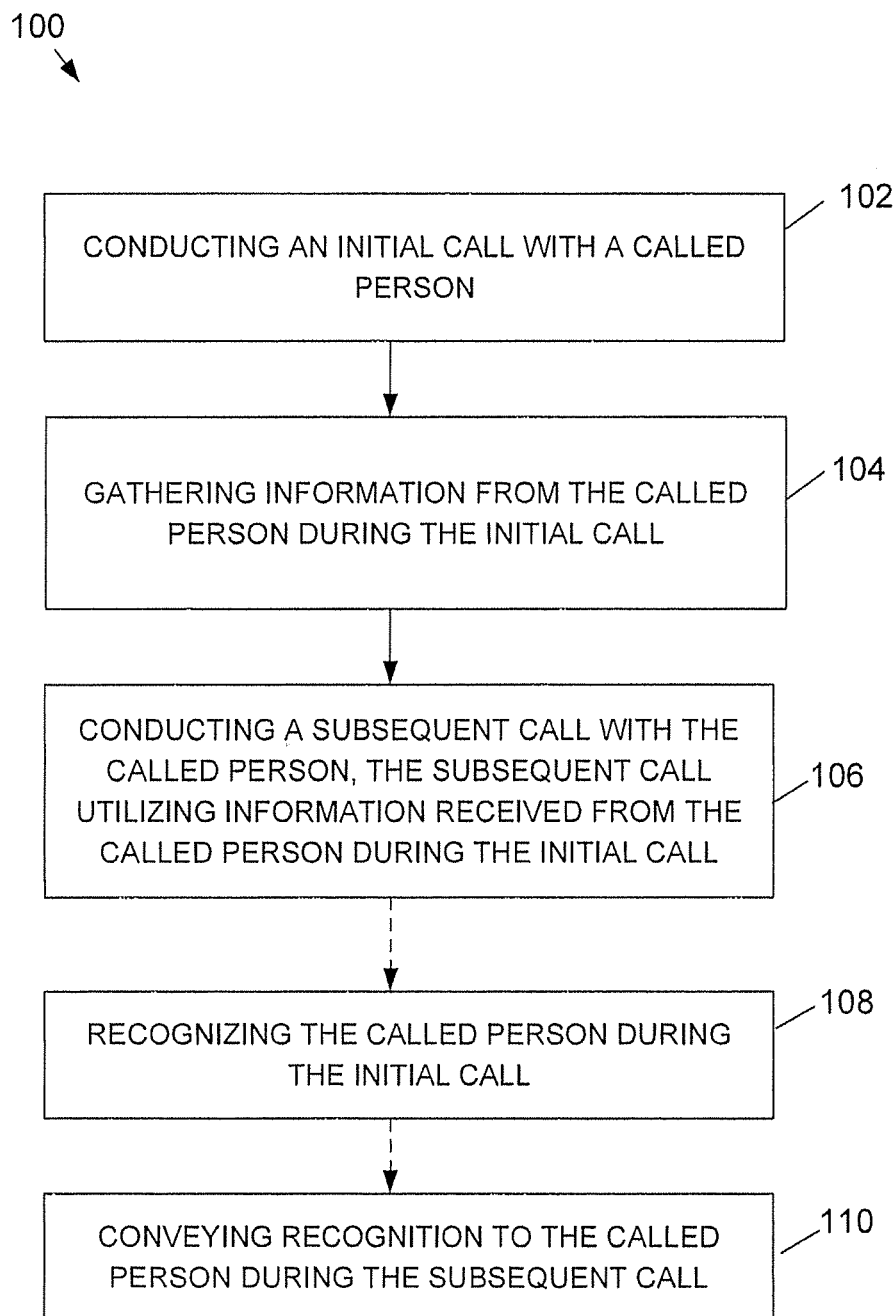 100
102
CONDUCTING AN INITIAL CALL WITH A CALLED
PERSON
104
GATHERING INFORMATION FROM THE CALLED
PERSON DURING THE INITIAL CALL
CONDUCTING A SUBSEQUENT CALL WITH THE
CALLED PERSON, THE SUBSEQUENT CALL
UTILIZING INFORMATION RECEIVED FROM THE
CALLED PERSON DURING THE INITIAL CALL
106
RECOGNIZING THE CALLED PERSON DURING
THE INITIAL CALL
108
CONVEYING RECOGNITION TO THE CALLED
PERSON DURING THE SUBSEQUENT CALL
110